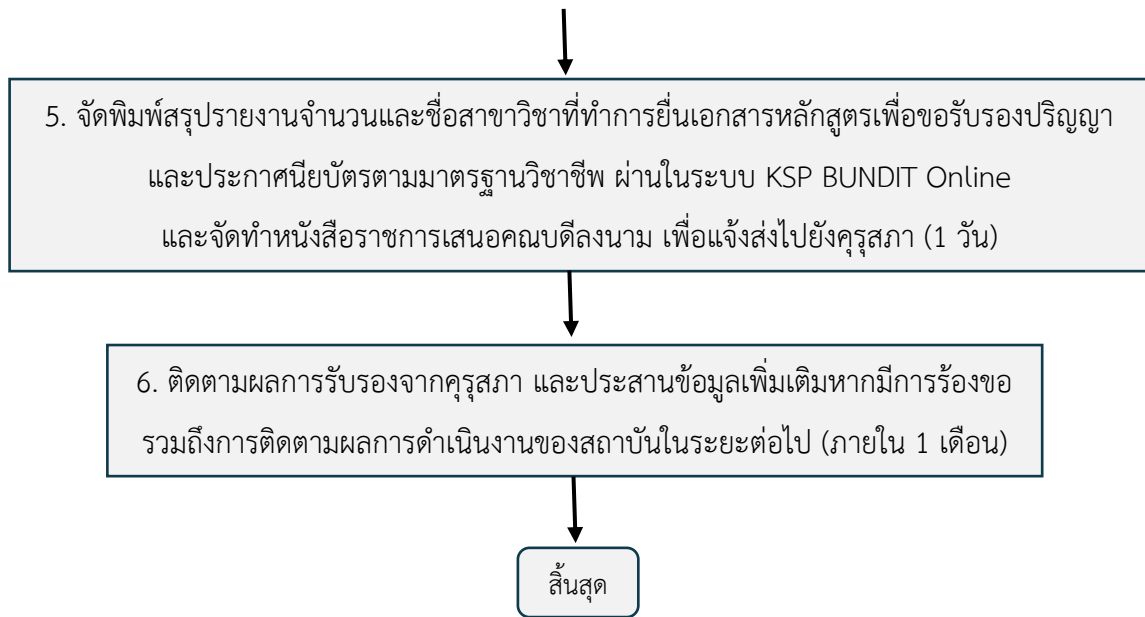 5. จัดพิมพ์สรุปรายงานจำนวนและชื่อสาขาวิชาที่ทำการยื่นเอกสารหลักสูตรเพื่อขอรับรองปริญญา
และประกาศนียบัตรตามมาตรฐานวิชาชีพ ผ่านในระบบ KSP BUNDIT Online
และจัดทำหนังสือราชการเสนอคณบดีลงนาม เพื่อแจ้งส่งไปยังคุรุสภา (1 วัน)
6. ติดตามผลการรับรองจากคุรุสภา และประสานข้อมูลเพิ่มเติมหากมีการร้องขอ
รวมถึงการติดตามผลการดำเนินงานของสถาบันในระยะต่อไป (ภายใน 1 เดือน)
สิ้นสุด